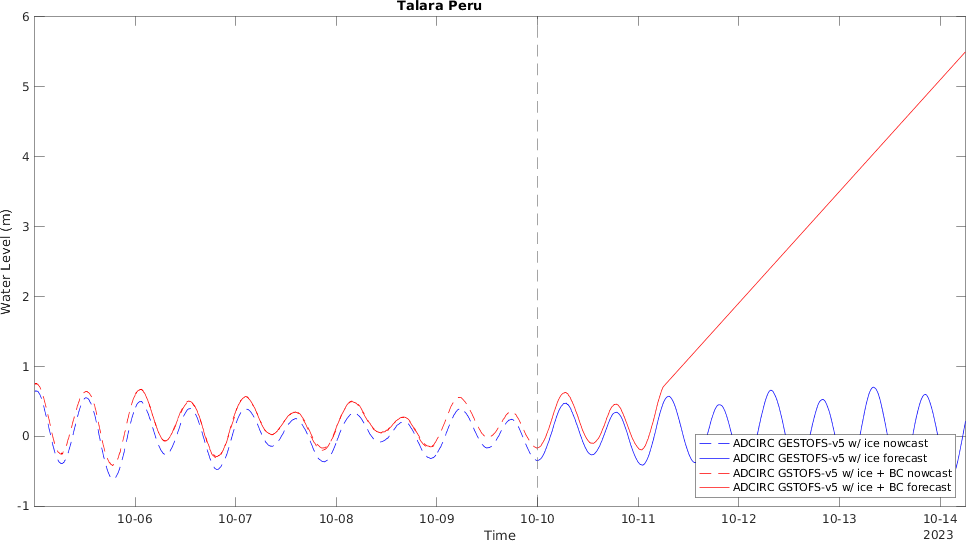 Talara Peru
6
5
4
3
2
1
0
-1
Water Level (m)
ADCIRC GESTOFS-v5 w/ ice nowcast
ADCIRC GESTOFS-v5 w/ ice forecast
ADCIRC GSTOFS-v5 w/ ice + BC nowcast
ADCIRC GSTOFS-v5 w/ ice + BC forecast
10-06 10-07 10-08 10-09 10-10 10-11 10-12 10-13 10-14
2023
Time